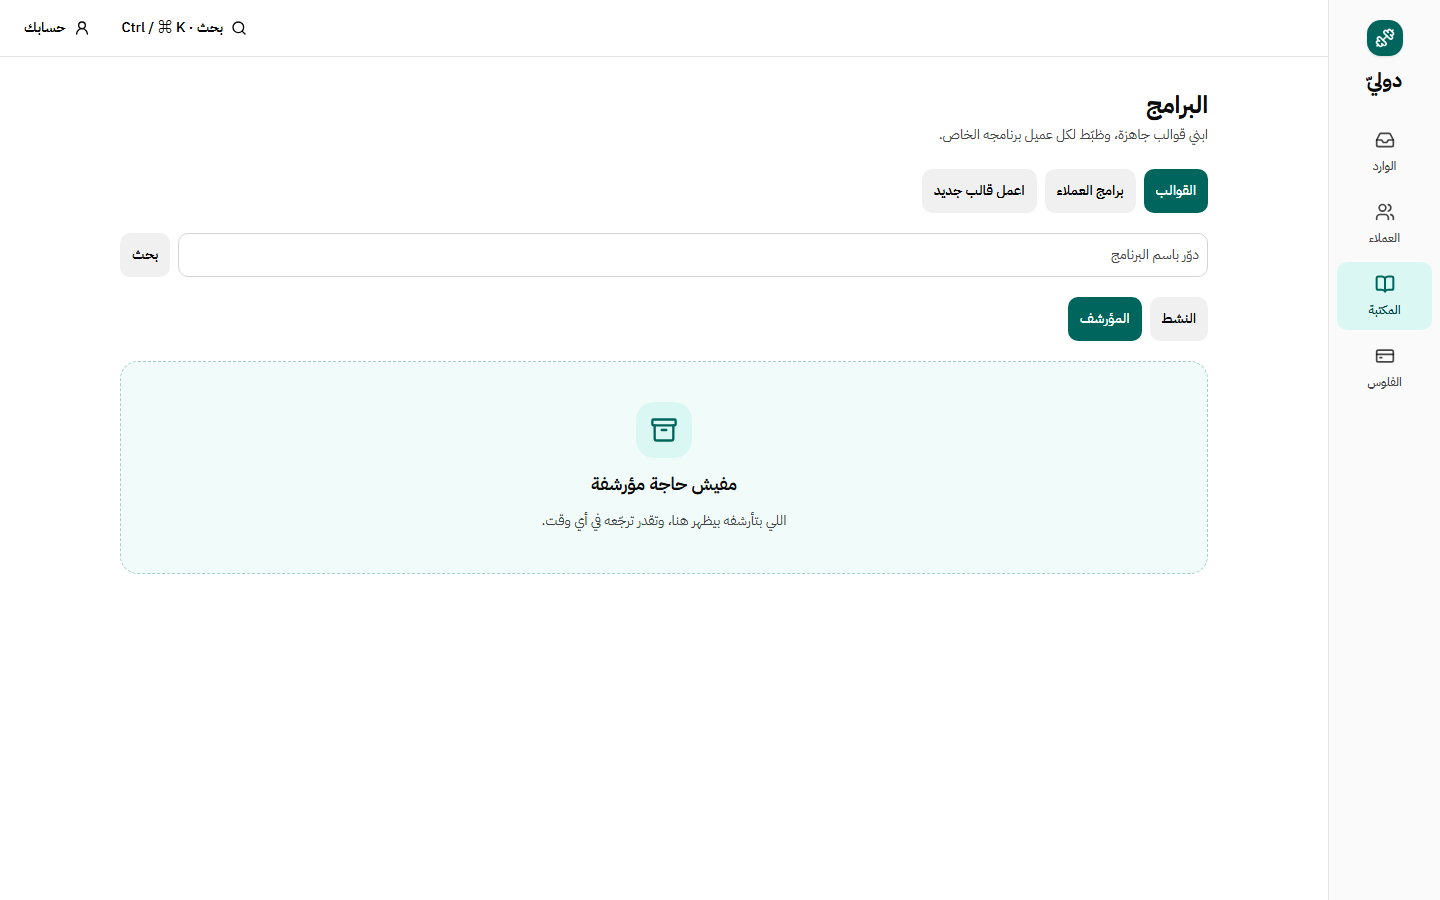 دوليّ
الوارد
العملاء
المكتبة
الفلوس
بحث · Ctrl / ⌘ K
حسابك
البرامج
ابني قوالب جاهزة، وظبّط لكل عميل برنامجه الخاص.
القوالب
برامج العملاء
اعمل قالب جديد
دوّر باسم البرنامج
بحث
النشط
المؤرشف
مفيش حاجة مؤرشفة
اللي بتأرشفه بيظهر هنا، وتقدر ترجّعه في أي وقت.